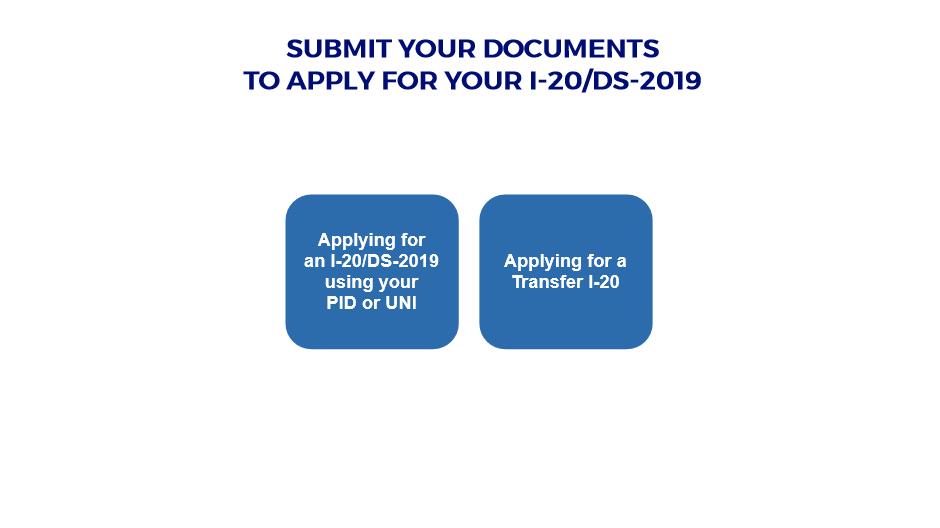 SUBMIT YOUR DOCUMENTS
TO APPLY FOR YOUR I-20/DS-2019
Applying for
an I-20/DS-2019
using your
PID or UNI
Applying for a
Transfer I-20